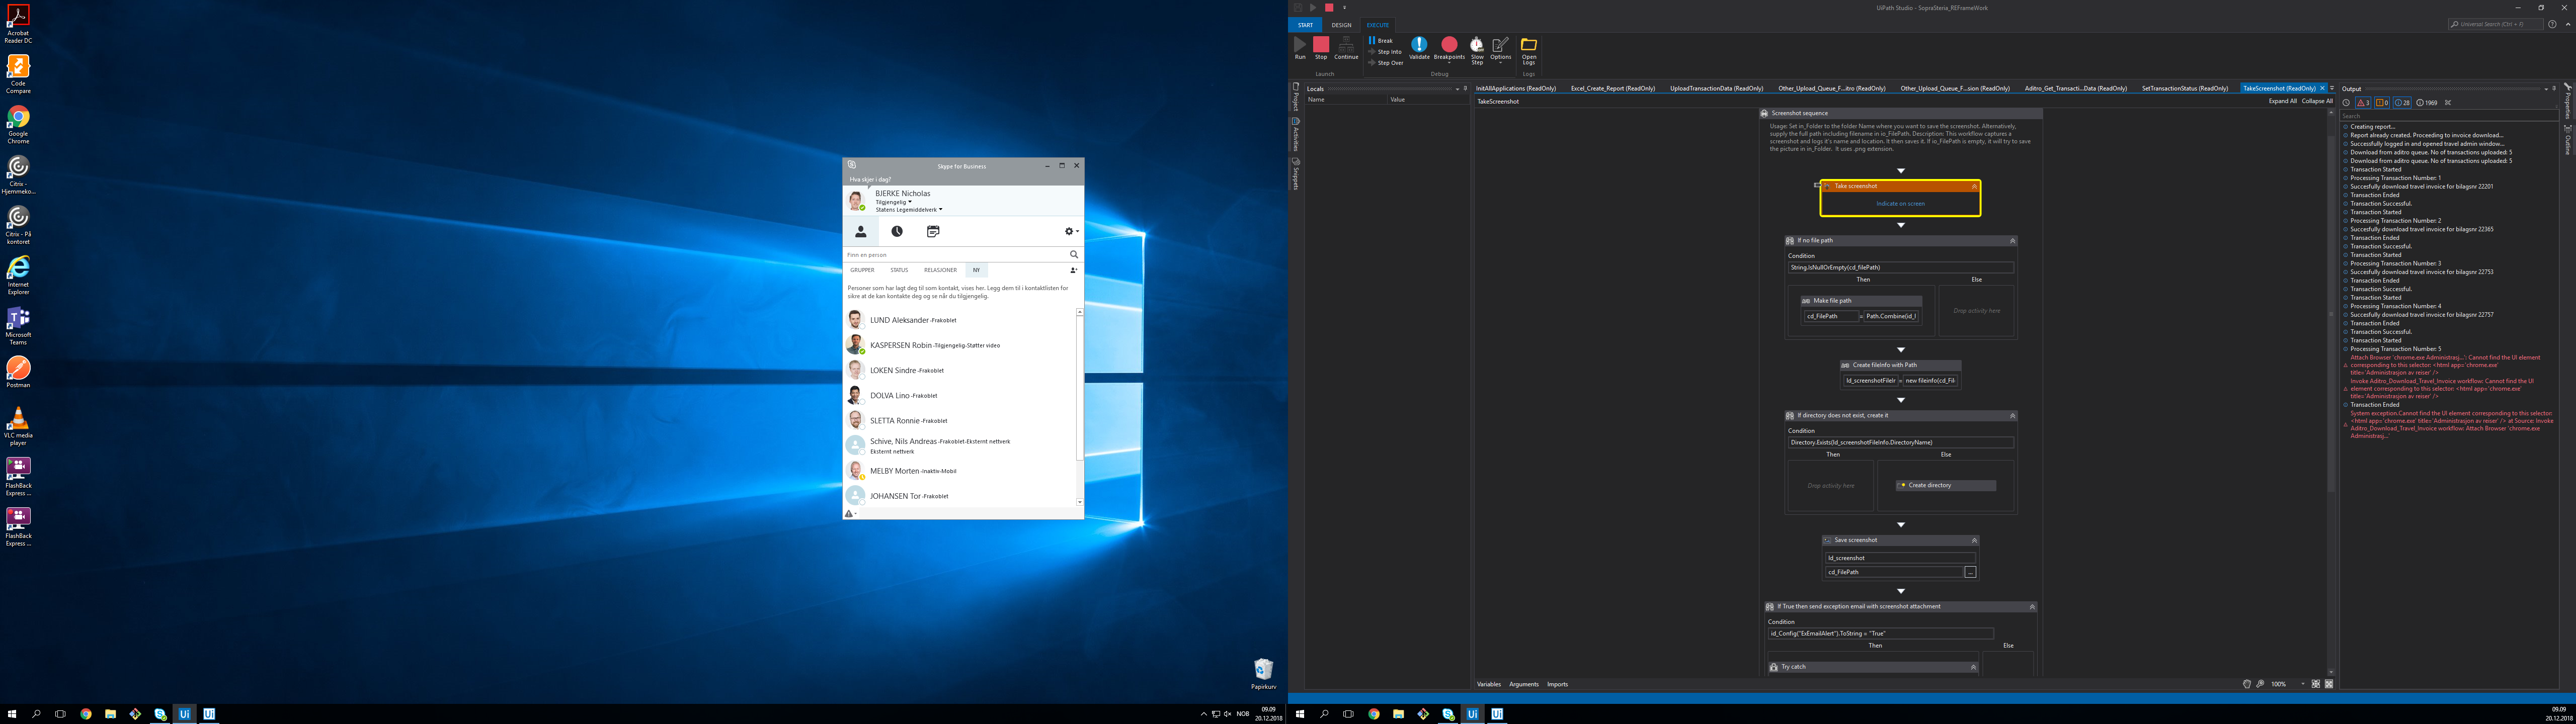 Acrobat
Reader DC
Code
Compare
Google
Chrome
Citrix -
Hjemmeko...
Citrix - På
kontoret
Internet
Explorer
Microsoft
Teams
Postman
VLC media
player
FlashBack
Express ...
FlashBack
Express ...
Papirkurv
Skype for Business
Hva skjer i dag?
BJERKE Nicholas
Tilgjengelig
Statens Legemiddelverk
Finn en person
GRUPPER STATUS RELASJONER NY
Personer som har lagt deg til som kontakt, vises her. Legg dem til i kontaktlisten for
sikre at de kan kontakte deg og se når du tilgjengelig.
LUND Aleksander -Frakoblet
KASPERSEN Robin -Tilgjengelig-Støtter video
LOKEN Sindre -Frakoblet
DOLVA Lino -Frakoblet
SLETTA Ronnie -Frakoblet
Schive, Nils Andreas -Frakoblet-Eksternt nettverk
Eksternt nettverk
MELBY Morten -Inaktiv-Mobil
JOHANSEN Tor -Frakoblet
NOB
09.09
20.12.2018
UiPath Studio - SopraSteria_REFrameWork
START DESIGN EXECUTE
Universal Search (Ctrl + F)
Run Stop Continue
Break
Step Into
Step Over
Validate Breakpoints Slow
Step Options Open
Logs
Launch Debug Logs
Project
Activities
Snippets
Locals
Name Value
InitAllApplications (ReadOnly) Excel_Create_Report (ReadOnly) UploadTransactionData (ReadOnly) Other_Upload_Queue_F...itro (ReadOnly) Other_Upload_Queue_F...sion (ReadOnly) Aditro_Get_Transacti...Data (ReadOnly) SetTransactionStatus (ReadOnly) TakeScreenshot (ReadOnly)
TakeScreenshot
Expand All Collapse All
Screenshot sequence
Usage: Set in_Folder to the folder Name where you want to save the screenshot. Alternatively,
supply the full path including filename in io_FilePath. Description: This workflow captures a
screenshot and logs it's name and location. It then saves it. If io_FilePath is empty, it will try to save
the picture in in_Folder. It uses .png extension.
Take screenshot
Indicate on screen
If no file path
Condition
String.IsNullOrEmpty(cd_filePath)
Then Else
Make file path
cd_FilePath = Path.Combine(id_I
Drop activity here
Create fileInfo with Path
ld_screenshotFileIr = new fileinfo(cd_Fil
If directory does not exist, create it
Condition
Directory.Exists(ld_screenshotFileInfo.DirectoryName)
Then Else
Drop activity here
Create directory
Save screenshot
ld_screenshot
cd_FilePath
...
If True then send exception email with screenshot attachment
Condition
id_Config("ExEmailAlert").ToString = "True"
Then Else
Try catch
Variables Arguments Imports
100%
Output
3 0 28 1969
Search
Creating report...
Report already created. Proceeding to invoice download...
Successfully logged in and opened travel admin window...
Download from aditro queue. No of transactions uploaded: 5
Download from aditro queue. No of transactions uploaded: 5
Transaction Started
Processing Transaction Number: 1
Succesfully download travel invoice for bilagsnr 22201
Transaction Ended
Transaction Successful.
Transaction Started
Processing Transaction Number: 2
Succesfully download travel invoice for bilagsnr 22365
Transaction Ended
Transaction Successful.
Transaction Started
Processing Transaction Number: 3
Succesfully download travel invoice for bilagsnr 22753
Transaction Ended
Transaction Successful.
Transaction Started
Processing Transaction Number: 4
Succesfully download travel invoice for bilagsnr 22757
Transaction Ended
Transaction Successful.
Transaction Started
Processing Transaction Number: 5
Attach Browser 'chrome.exe Administrasj...': Cannot find the UI element
corresponding to this selector: <html app='chrome.exe'
title='Administrasjon av reiser' />
Invoke Aditro_Download_Travel_Invoice workflow: Cannot find the UI
element corresponding to this selector: <html app='chrome.exe'
title='Administrasjon av reiser' />
Transaction Ended
System exception.Cannot find the UI element corresponding to this selector:
<html app='chrome.exe' title='Administrasjon av reiser' /> at Source: Invoke
Aditro_Download_Travel_Invoice workflow: Attach Browser 'chrome.exe
Administrasj...'
Properties
Outline
09.09
20.12.2018